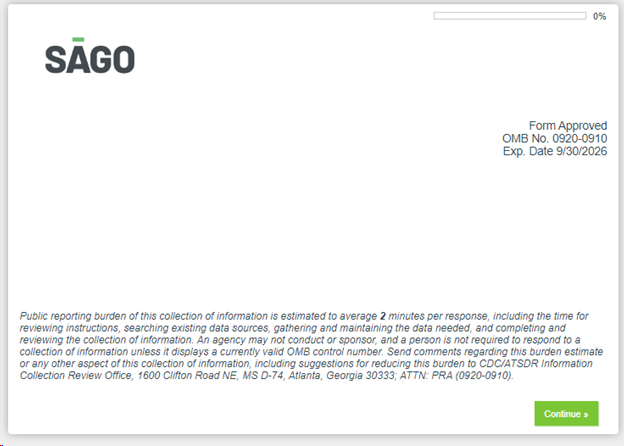 0%
SĀGO
Form Approved
OMB No. 0920-0910
Exp. Date 9/30/2026
Public reporting burden of this collection of information is estimated to average 2 minutes per response, including the time for
reviewing instructions, searching existing data sources, gathering and maintaining the data needed, and completing and
reviewing the collection of information. An agency may not conduct or sponsor, and a person is not required to respond to a
collection of information unless it displays a currently valid OMB control number. Send comments regarding this burden estimate
or any other aspect of this collection of information, including suggestions for reducing this burden to CDC/ATSDR Information
Collection Review Office, 1600 Clifton Road NE, MS D-74, Atlanta, Georgia 30333; ATTN: PRA (0920-0910).
Continue »